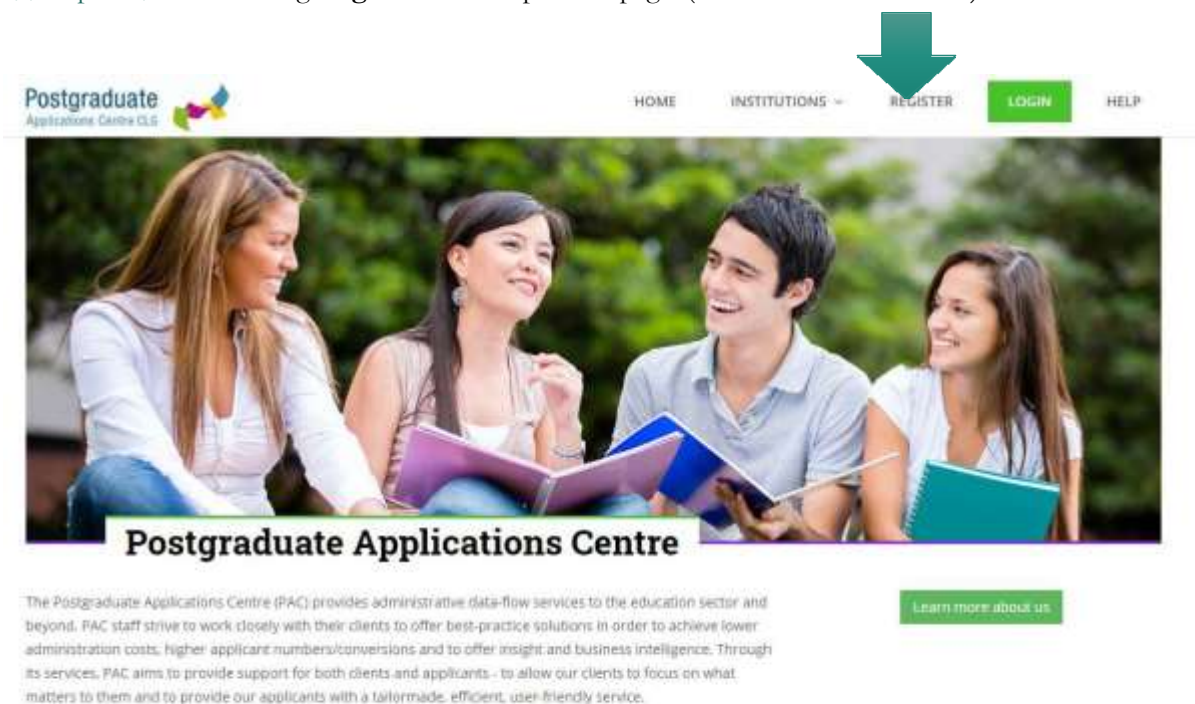 Postgraduate
Applications Centre CLG
HOME INSTITUTIONS REGISTER LOGIN HELP
Postgraduate Applications Centre
The Postgraduate Applications Centre (PAC) provides administrative data-flow services to the education sector and
beyond. PAC staff strive to work closely with their clients to offer best-practice solutions in order to achieve lower
administration costs, higher applicant numbers/conversions and to offer insight and business intelligence. Through
its services, PAC aims to provide support for both clients and applicants - to allow our clients to focus on what
matters to them and to provide our applicants with a tailormade, efficient, user-friendly service.
Learn more about us